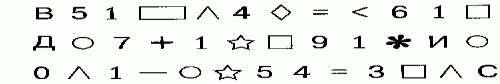 В 5 1 ▭ ∧ 4 ◇ = < 6 1 □
Д ○ 7 + 1 ☆ □ 9 1 ✱ И ○
0 ∧ 1 — ○ ☆ 5 4 = 3 □ ∧ С